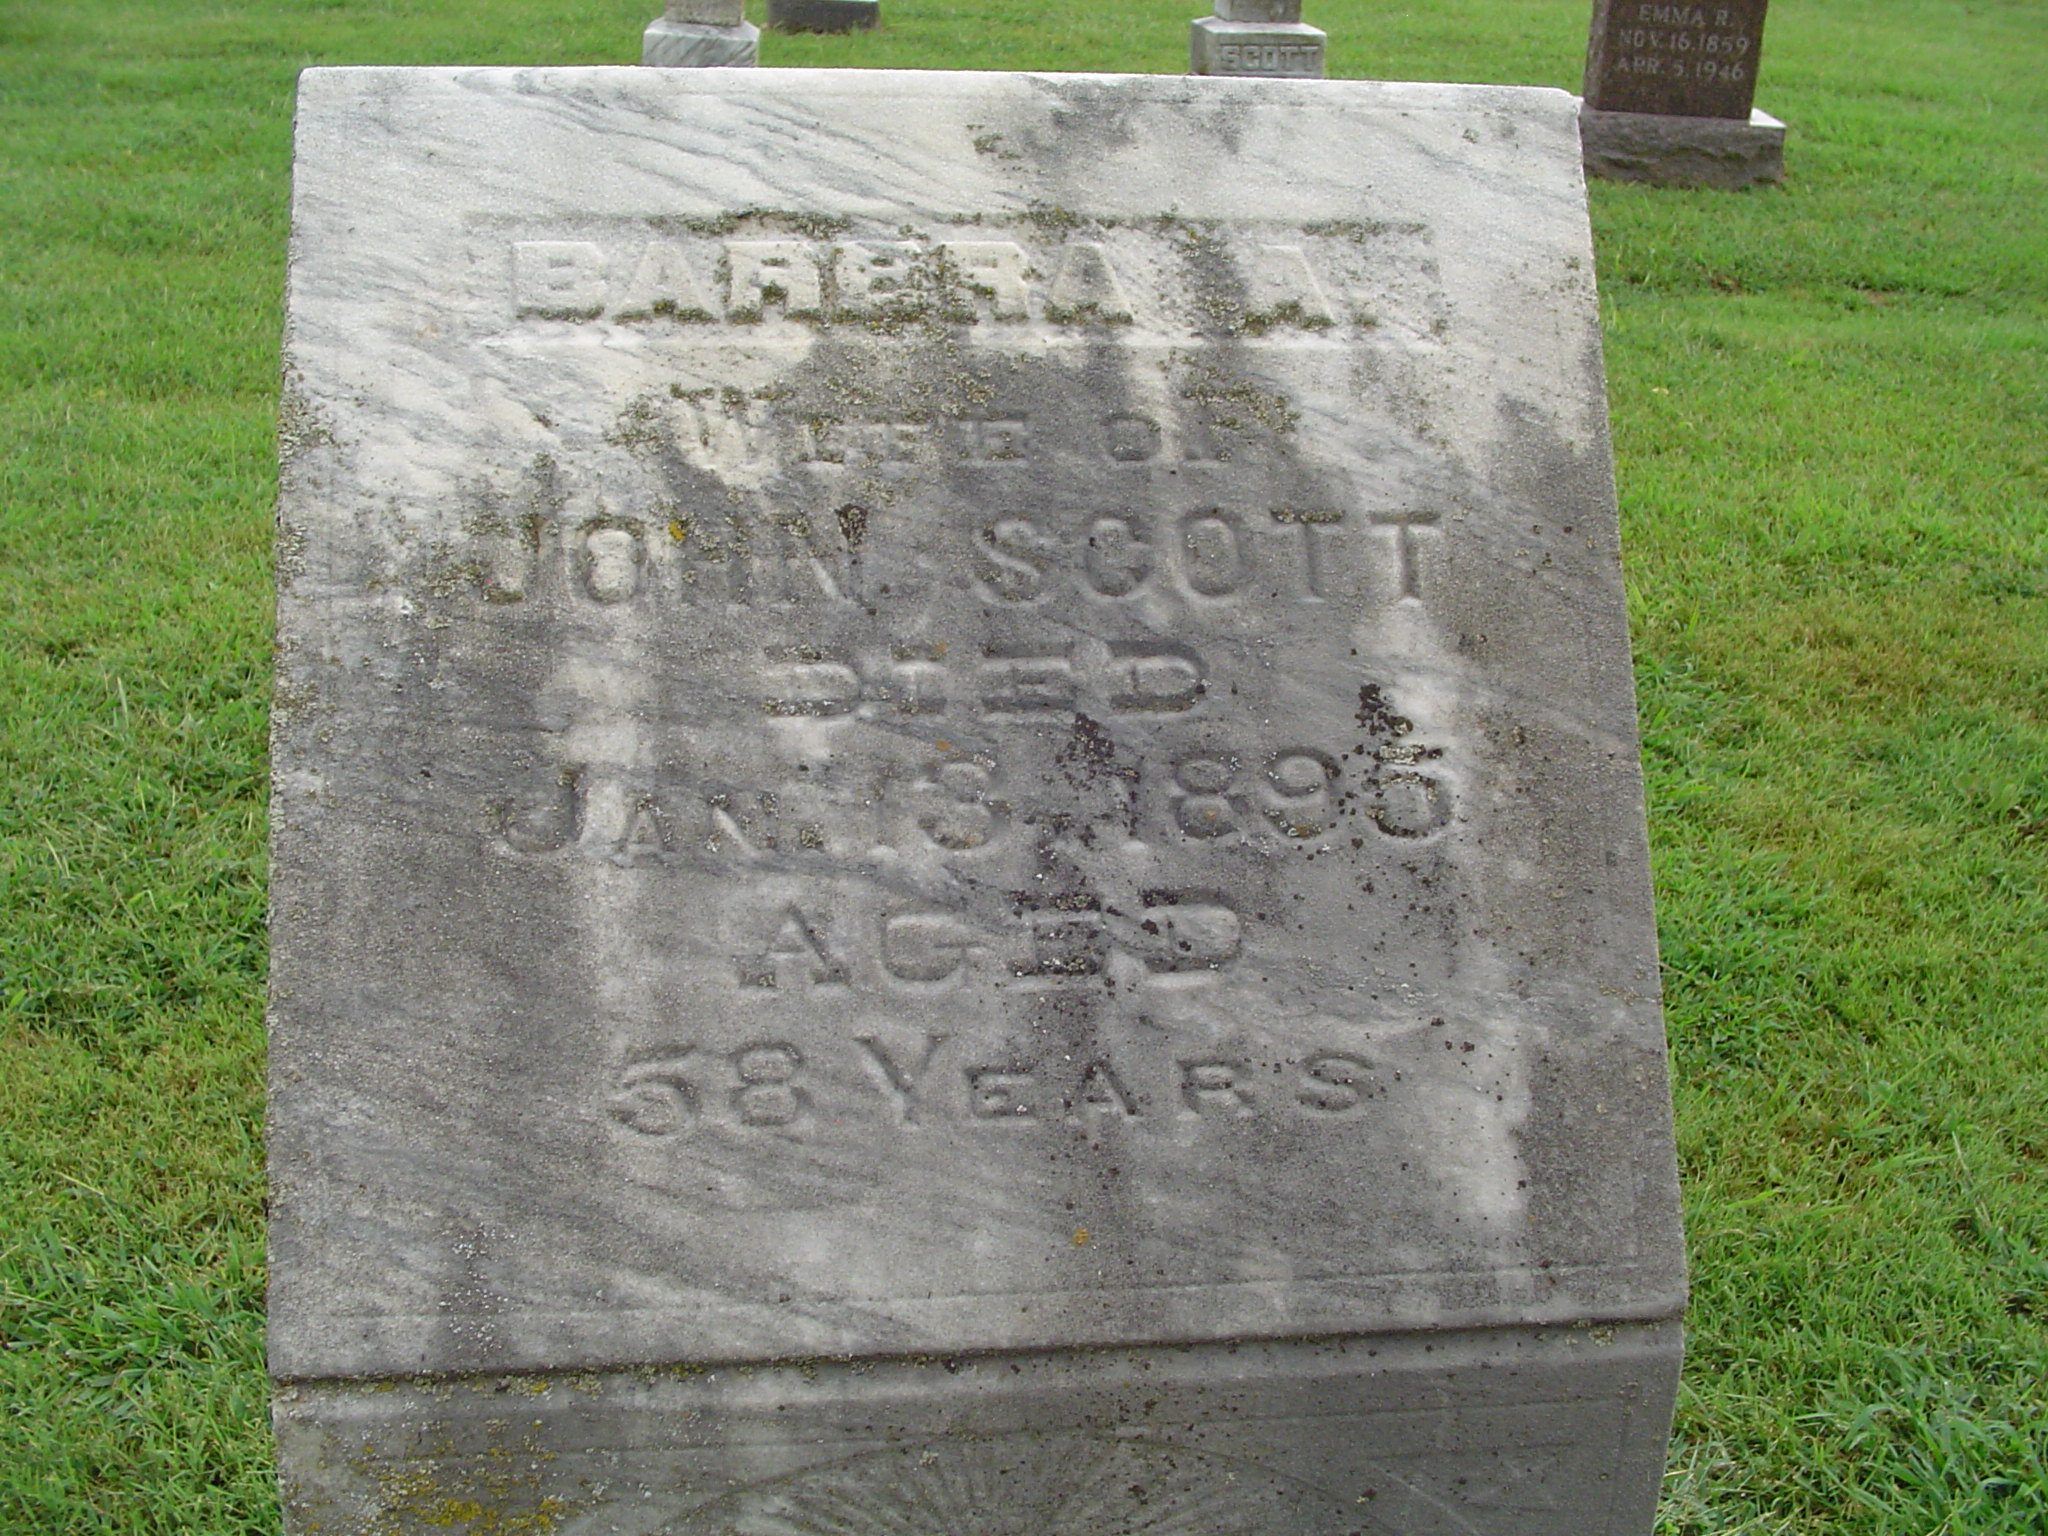 EMMA R.
NOV. 16, 1859
APR. 5, 1946
SCOTT
BARBRA A.
WIFE OF
JOHN SCOTT
DIED
JAN. 13, 1895
AGED
58 YEARS